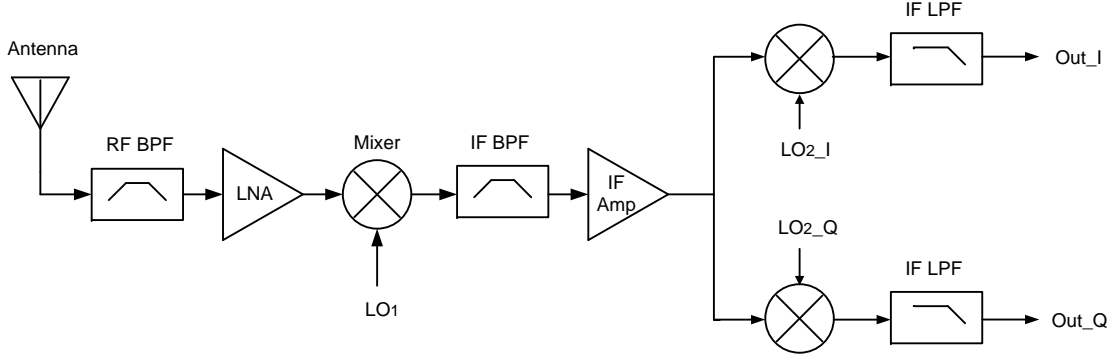 IF LPF
Antenna
Out_I
RF BPF
Mixer
IF BPF
LO2_I
LNA
IF
Amp
LO2_Q
IF LPF
LO1
Out_Q